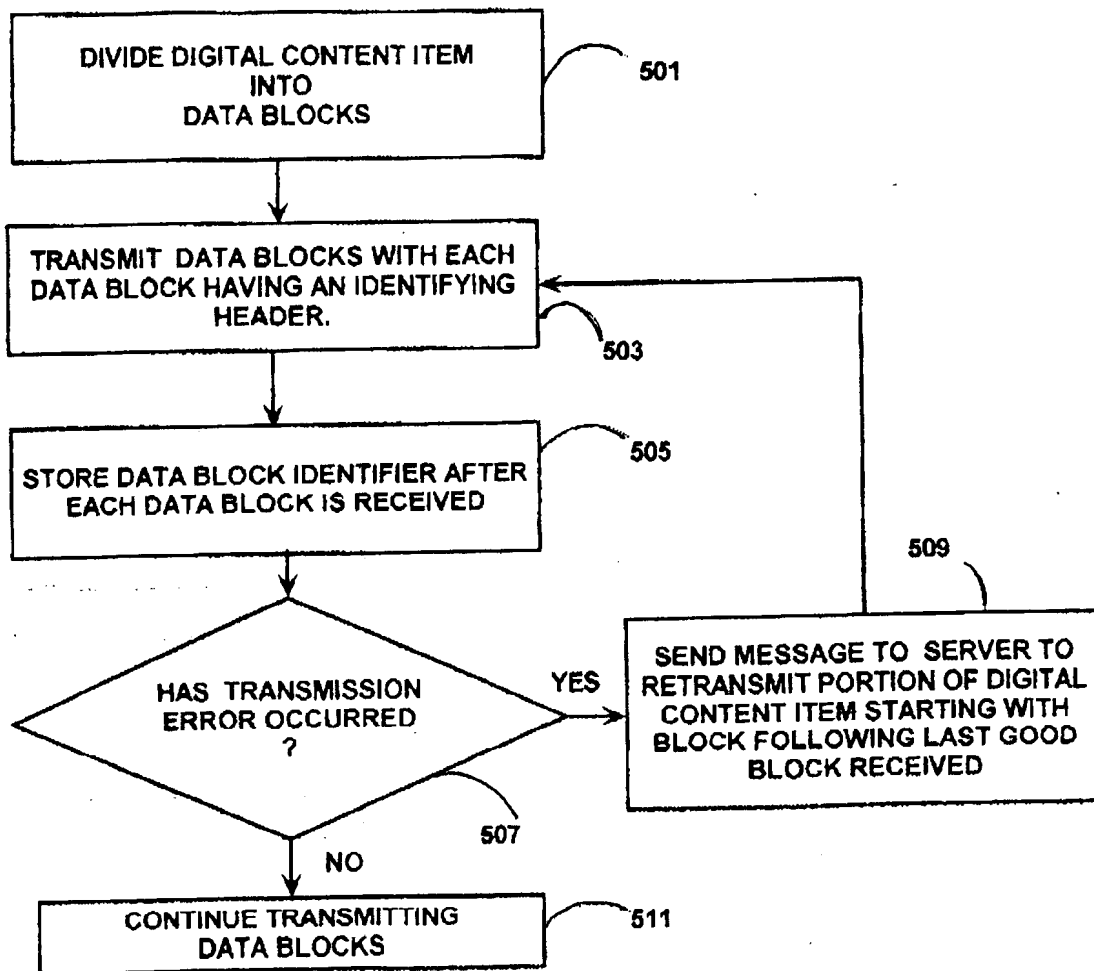 DIVIDE DIGITAL CONTENT ITEM
INTO
DATA BLOCKS
501
TRANSMIT DATA BLOCKS WITH EACH
DATA BLOCK HAVING AN IDENTIFYING
HEADER.
503
STORE DATA BLOCK IDENTIFIER AFTER
EACH DATA BLOCK IS RECEIVED
505
HAS TRANSMISSION
ERROR OCCURRED
?
507
YES
509
SEND MESSAGE TO SERVER TO
RETRANSMIT PORTION OF DIGITAL
CONTENT ITEM STARTING WITH
BLOCK FOLLOWING LAST GOOD
BLOCK RECEIVED
NO
CONTINUE TRANSMITTING
DATA BLOCKS
511